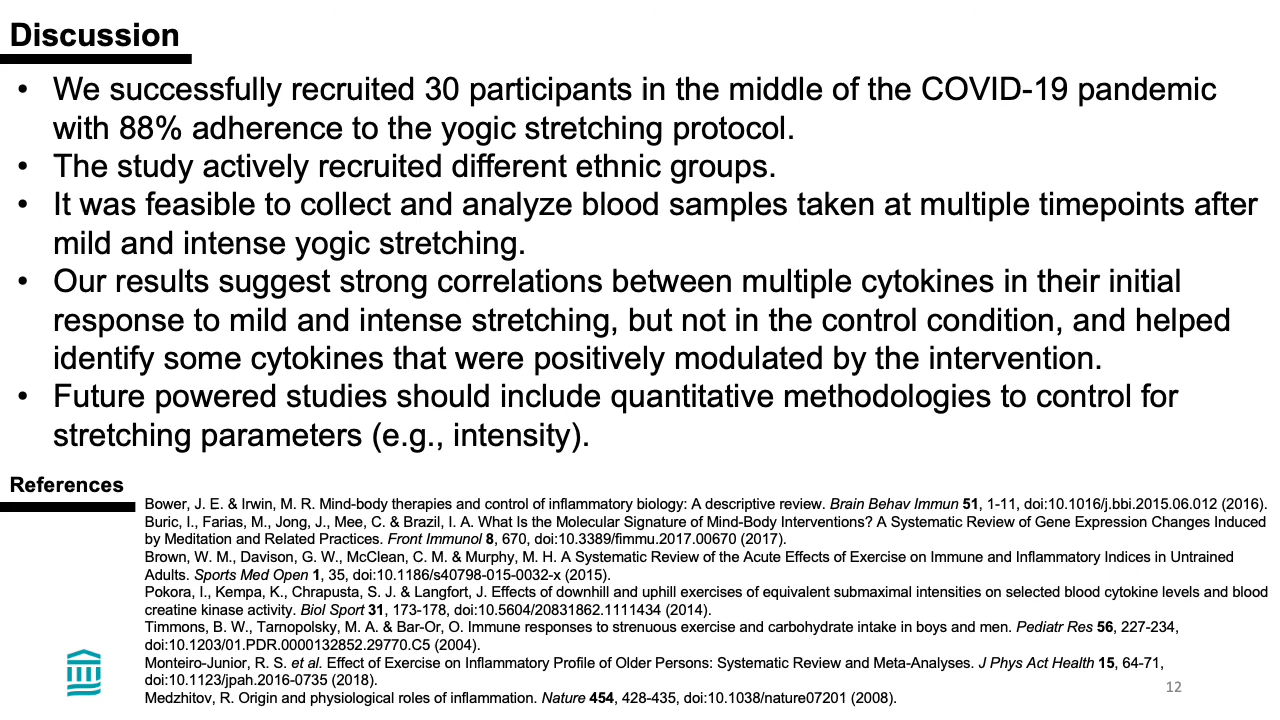 Discussion
• We successfully recruited 30 participants in the middle of the COVID-19 pandemic
with 88% adherence to the yogic stretching protocol.
• The study actively recruited different ethnic groups.
• It was feasible to collect and analyze blood samples taken at multiple timepoints after
mild and intense yogic stretching.
• Our results suggest strong correlations between multiple cytokines in their initial
response to mild and intense stretching, but not in the control condition, and helped
identify some cytokines that were positively modulated by the intervention.
• Future powered studies should include quantitative methodologies to control for
stretching parameters (e.g., intensity).
References
Bower, J. E. & Irwin, M. R. Mind-body therapies and control of inflammatory biology: A descriptive review. Brain Behav Immun 51, 1-11, doi:10.1016/j.bbi.2015.06.012 (2016).
Buric, I., Farias, M., Jong, J., Mee, C. & Brazil, I. A. What Is the Molecular Signature of Mind-Body Interventions? A Systematic Review of Gene Expression Changes Induced
by Meditation and Related Practices. Front Immunol 8, 670, doi:10.3389/fimmu.2017.00670 (2017).
Brown, W. M., Davison, G. W., McClean, C. M. & Murphy, M. H. A Systematic Review of the Acute Effects of Exercise on Immune and Inflammatory Indices in Untrained
Adults. Sports Med Open 1, 35, doi:10.1186/s40798-015-0032-x (2015).
Pokora, I., Kempa, K., Chrapusta, S. J. & Langfort, J. Effects of downhill and uphill exercises of equivalent submaximal intensities on selected blood cytokine levels and blood
creatine kinase activity. Biol Sport 31, 173-178, doi:10.5604/20831862.1111434 (2014).
Timmons, B. W., Tarnopolsky, M. A. & Bar-Or, O. Immune responses to strenuous exercise and carbohydrate intake in boys and men. Pediatr Res 56, 227-234,
doi:10.1203/01.PDR.0000132852.29770.C5 (2004).
Monteiro-Junior, R. S. et al. Effect of Exercise on Inflammatory Profile of Older Persons: Systematic Review and Meta-Analyses. J Phys Act Health 15, 64-71,
doi:10.1123/jpah.2016-0735 (2018).
Medzhitov, R. Origin and physiological roles of inflammation. Nature 454, 428-435, doi:10.1038/nature07201 (2008).
12